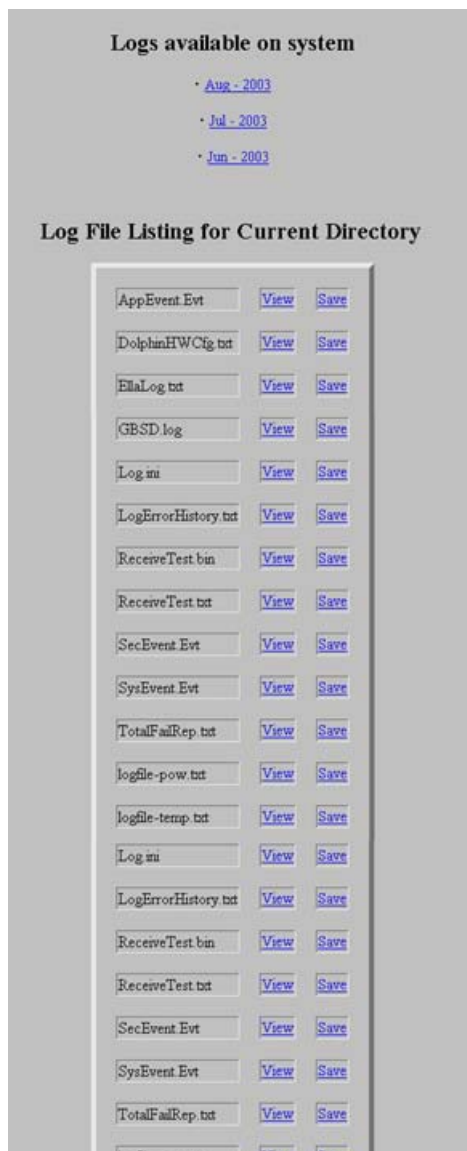 Logs available on system
· Aug - 2003
· Jul - 2003
· Jun - 2003
Log File Listing for Current Directory
AppEvent.Evt View Save
DolphinHWCfg.txt View Save
EllaLog.txt View Save
GBSD.log View Save
Log.ini View Save
LogErrorHistory.txt View Save
ReceiveTest.bin View Save
ReceiveTest.txt View Save
SecEvent.Evt View Save
SysEvent.Evt View Save
TotalFailRep.txt View Save
logfile-pow.txt View Save
logfile-temp.txt View Save
Log.ini View Save
LogErrorHistory.txt View Save
ReceiveTest.bin View Save
ReceiveTest.txt View Save
SecEvent.Evt View Save
SysEvent.Evt View Save
TotalFailRep.txt View Save